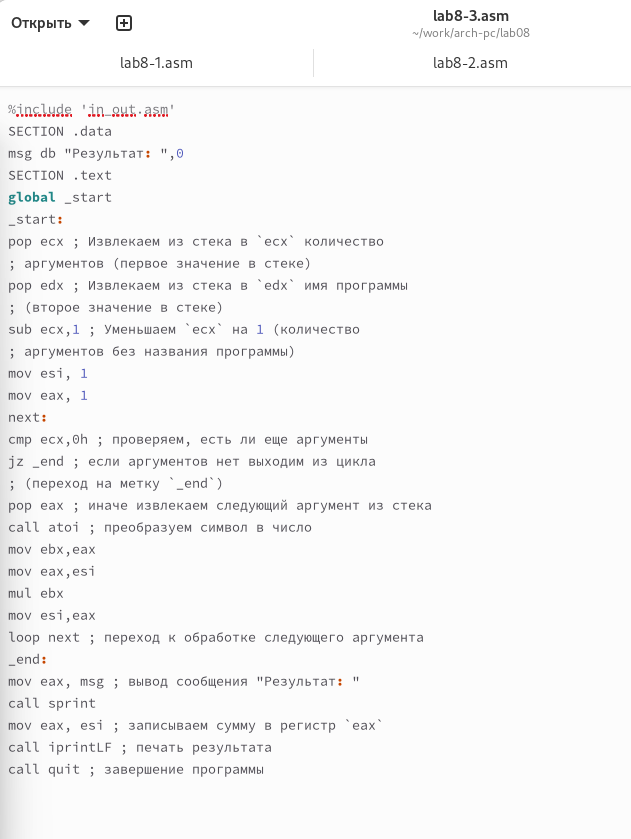 Открыть
lab8-3.asm
~/work/arch-pc/lab08
lab8-1.asm
lab8-2.asm
%include 'in_out.asm'
SECTION .data
msg db "Результат: ",0
SECTION .text
global _start
_start:
pop ecx ; Извлекаем из стека в `ecx` количество
; аргументов (первое значение в стеке)
pop edx ; Извлекаем из стека в `edx` имя программы
; (второе значение в стеке)
sub ecx,1 ; Уменьшаем `ecx` на 1 (количество
; аргументов без названия программы)
mov esi, 1
mov eax, 1
next:
cmp ecx,0h ; проверяем, есть ли еще аргументы
jz _end ; если аргументов нет выходим из цикла
; (переход на метку `_end`)
pop eax ; иначе извлекаем следующий аргумент из стека
call atoi ; преобразуем символ в число
mov ebx,eax
mov eax,esi
mul ebx
mov esi,eax
loop next ; переход к обработке следующего аргумента
_end:
mov eax, msg ; вывод сообщения "Результат: "
call sprint
mov eax, esi ; записываем сумму в регистр `eax`
call iprintLF ; печать результата
call quit ; завершение программы